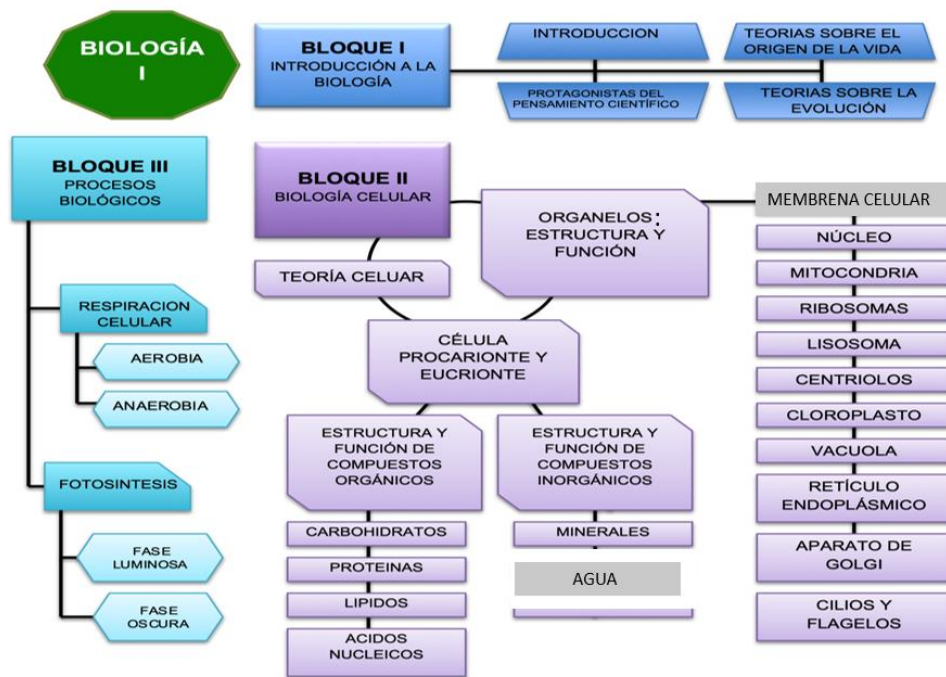 BIOLOGÍA
I
BLOQUE I
INTRODUCCIÓN A LA
BIOLOGÍA
INTRODUCCION
TEORIAS SOBRE EL
ORIGEN DE LA VIDA
PROTAGONISTAS DEL
PENSAMIENTO CIENTÍFICO
TEORIAS SOBRE LA
EVOLUCIÓN
BLOQUE III
PROCESOS
BIOLÓGICOS
RESPIRACION
CELULAR
AEROBIA
ANAEROBIA
FOTOSINTESIS
FASE
LUMINOSA
FASE
OSCURA
BLOQUE II
BIOLOGÍA CELULAR
TEORÍA CELUAR
ORGANELOS:
ESTRUCTURA Y
FUNCIÓN
CÉLULA
PROCARIONTE Y
EUCRIONTE
ESTRUCTURA Y
FUNCIÓN DE
COMPUESTOS
ORGÁNICOS
CARBOHIDRATOS
PROTEINAS
LIPIDOS
ACIDOS
NUCLEICOS
ESTRUCTURA Y
FUNCIÓN DE
COMPUESTOS
INORGÁNICOS
MINERALES
AGUA
MEMBRENA CELULAR
NÚCLEO
MITOCONDRIA
RIBOSOMAS
LISOSOMA
CENTRIOLOS
CLOROPLASTO
VACUOLA
RETÍCULO
ENDOPLÁSMICO
APARATO DE
GOLGI
CILIOS Y
FLAGELOS